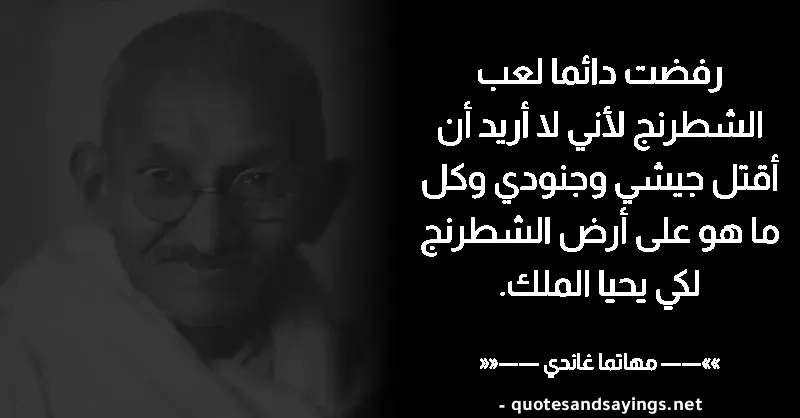 رفضت دائما لعب
الشطرنج لأني لا أريد أن
أقتل جيشي وجنودي وكل
ما هو على أرض الشطرنج
لكي يحيا الملك.
»»—— مهاتما غاندي ——««
- quotesandsayings.net